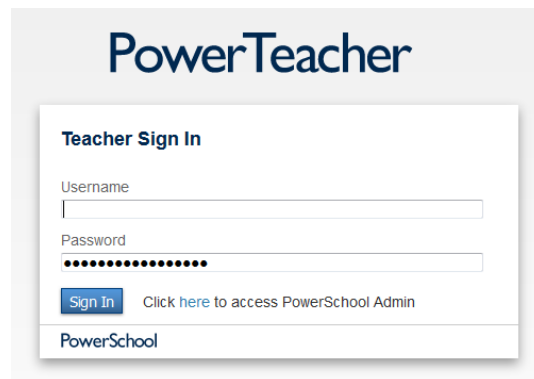 PowerTeacher
Teacher Sign In
Username
Password
•••••••••••••••••
Sign In Click here to access PowerSchool Admin
PowerSchool